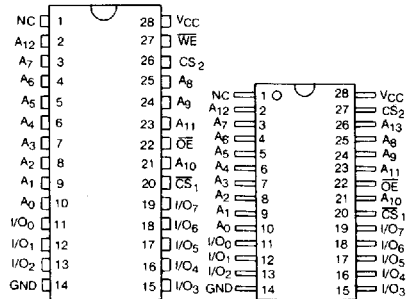 NC 1 28 VCC
A12 2 27 W̅E̅
A7 3 26 CS2
A6 4 25 A8
A5 5 24 A9
A4 6 23 A11
A3 7 22 O̅E̅
A2 8 21 A10
A1 9 20 C̅S̅1
A0 10 19 I/O7
I/O0 11 18 I/O6
I/O1 12 17 I/O5
I/O2 13 16 I/O4
GND 14 15 I/O3
NC 1 28 VCC
A12 2 27 CS2
A7 3 26 A13
A6 4 25 A8
A5 5 24 A9
A4 6 23 A11
A3 7 22 O̅E̅
A2 8 21 A10
A1 9 20 C̅S̅1
A0 10 19 I/O7
I/O0 11 18 I/O6
I/O1 12 17 I/O5
I/O2 13 16 I/O4
GND 14 15 I/O3